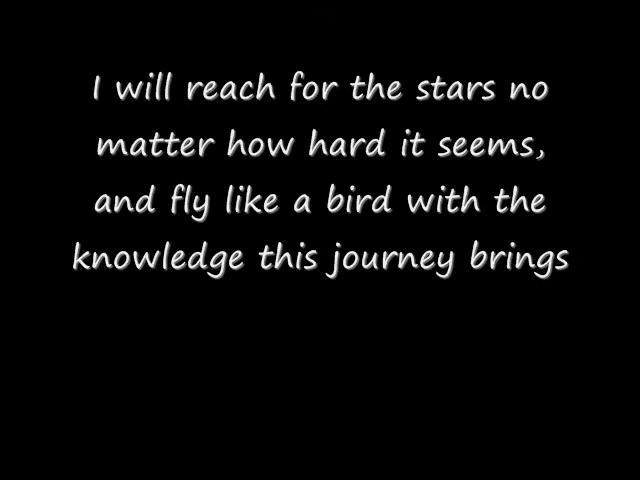 I will reach for the stars no
matter how hard it seems,
and fly like a bird with the
knowledge this journey brings